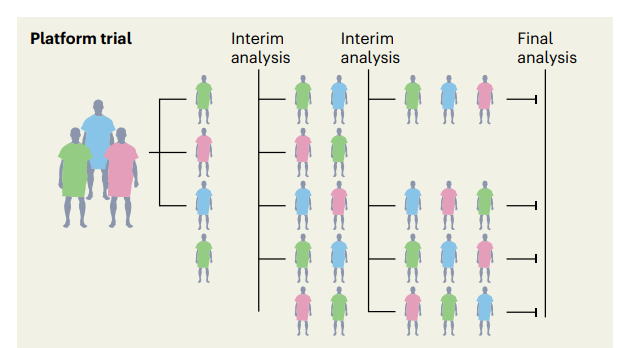 Platform trial
Interim
analysis
Interim
analysis
Final
analysis